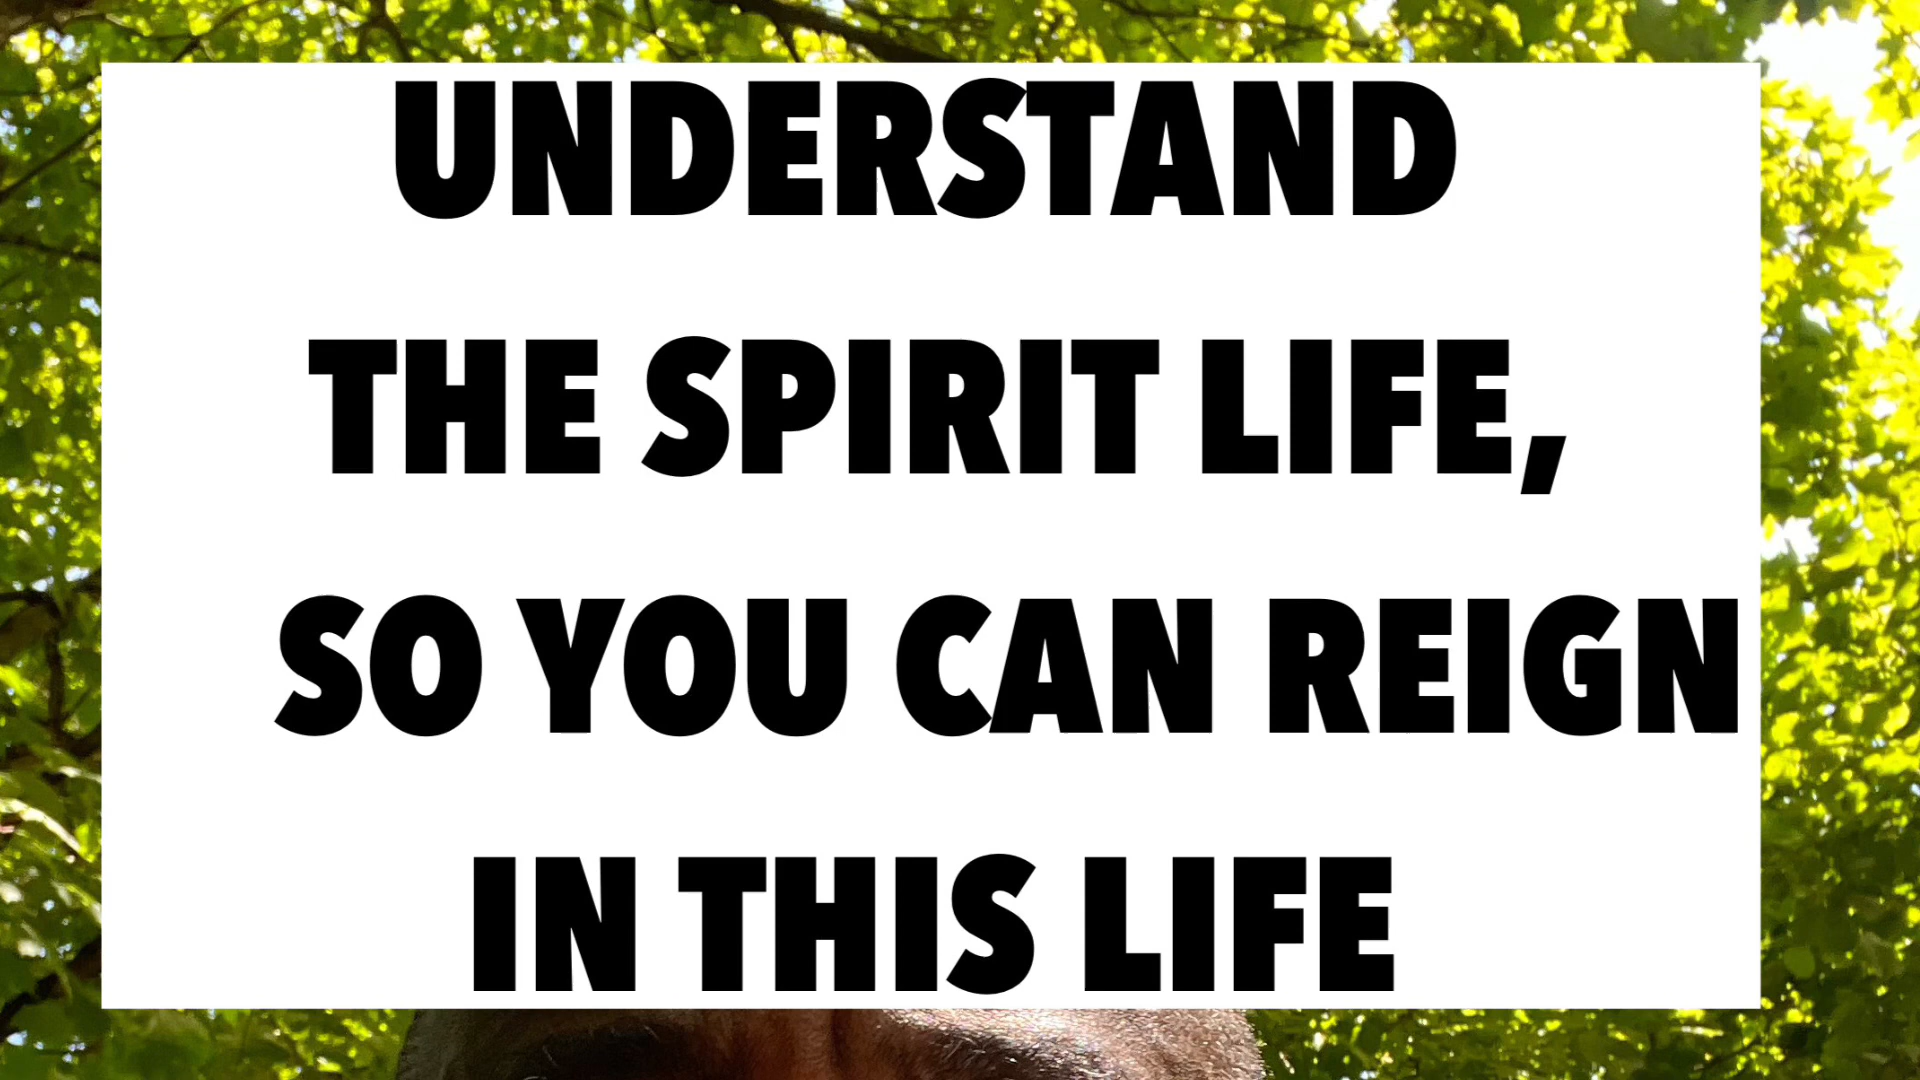 UNDERSTAND
THE SPIRIT LIFE,
SO YOU CAN REIGN
IN THIS LIFE